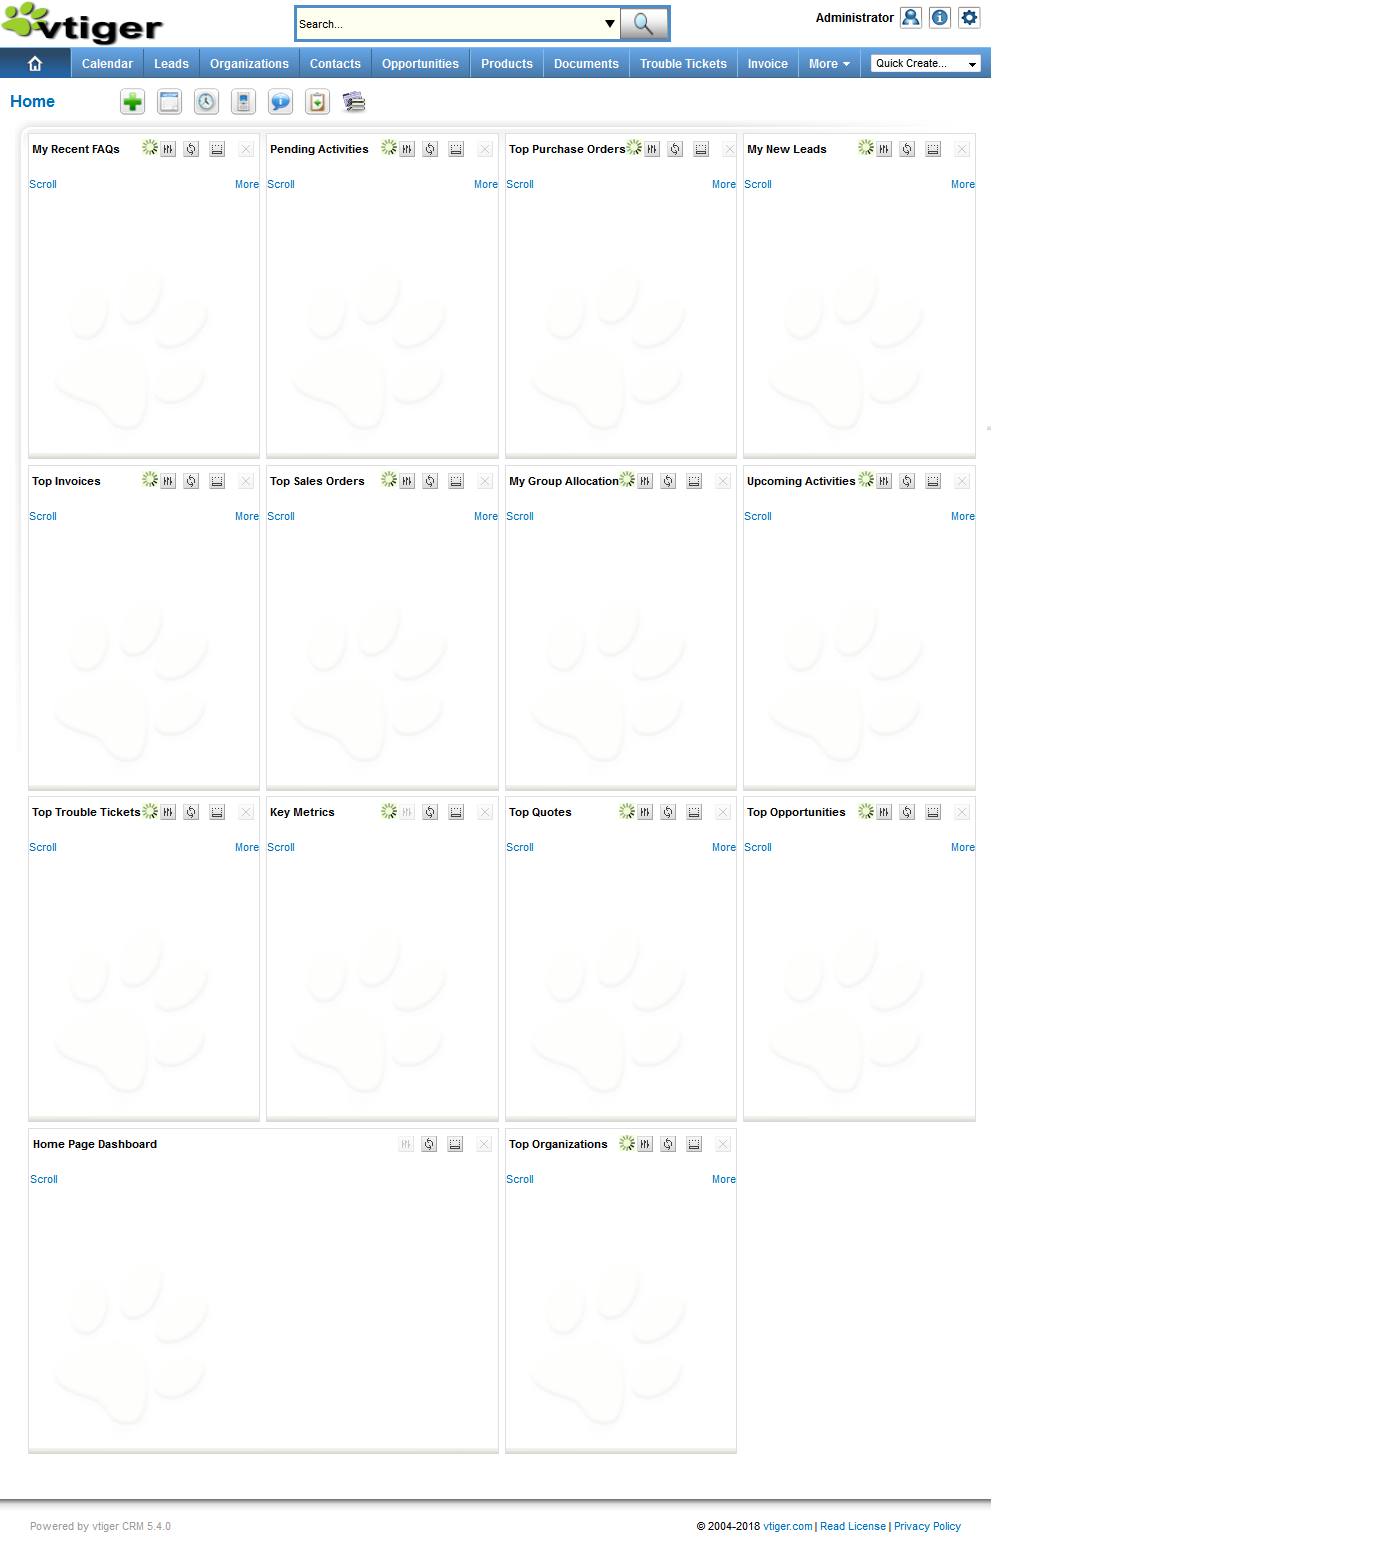 vtiger
Search...
Administrator
Calendar Leads Organizations Contacts Opportunities Products Documents Trouble Tickets Invoice More Quick Create...
Home
My Recent FAQs Pending Activities Top Purchase Orders My New Leads
Scroll More Scroll More Scroll More Scroll More
Top Invoices Top Sales Orders My Group Allocation Upcoming Activities
Scroll More Scroll More Scroll Scroll More
Top Trouble Tickets Key Metrics Top Quotes Top Opportunities
Scroll More Scroll Scroll More Scroll More
Home Page Dashboard Top Organizations
Scroll Scroll More
Powered by vtiger CRM 5.4.0 © 2004-2018 vtiger.com | Read License | Privacy Policy